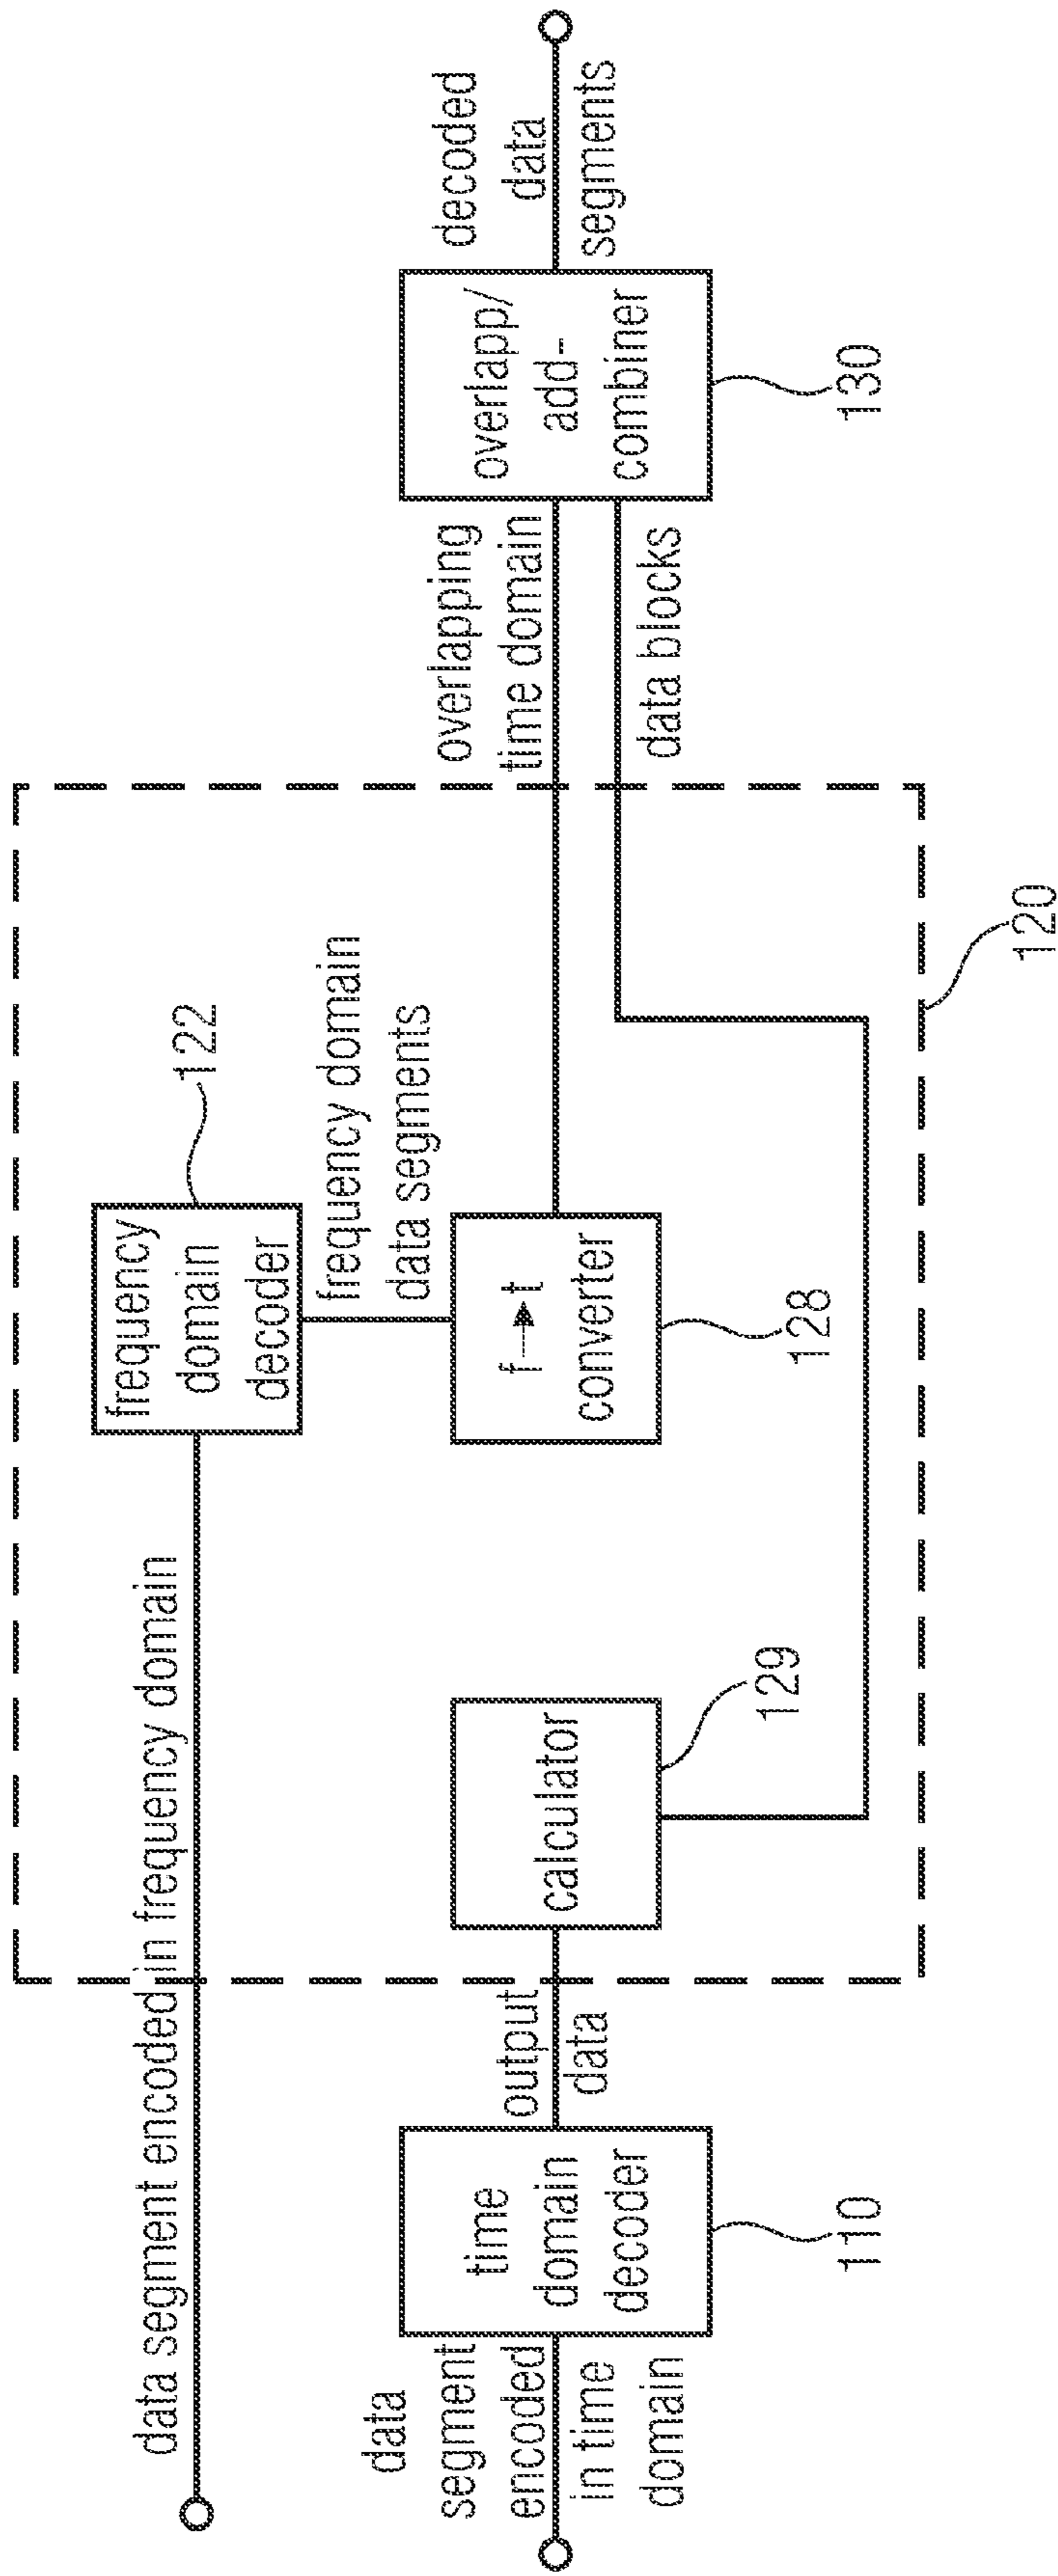 data segment encoded in frequency domain
frequency
domain
decoder
122
frequency domain
data segments
data
segment
encoded
in time
domain
time
domain
decoder
110
output
data
calculator
129
f→t
converter
128
120
overlapping
time domain
data blocks
overlapp/
add-
combiner
130
decoded
data
segments